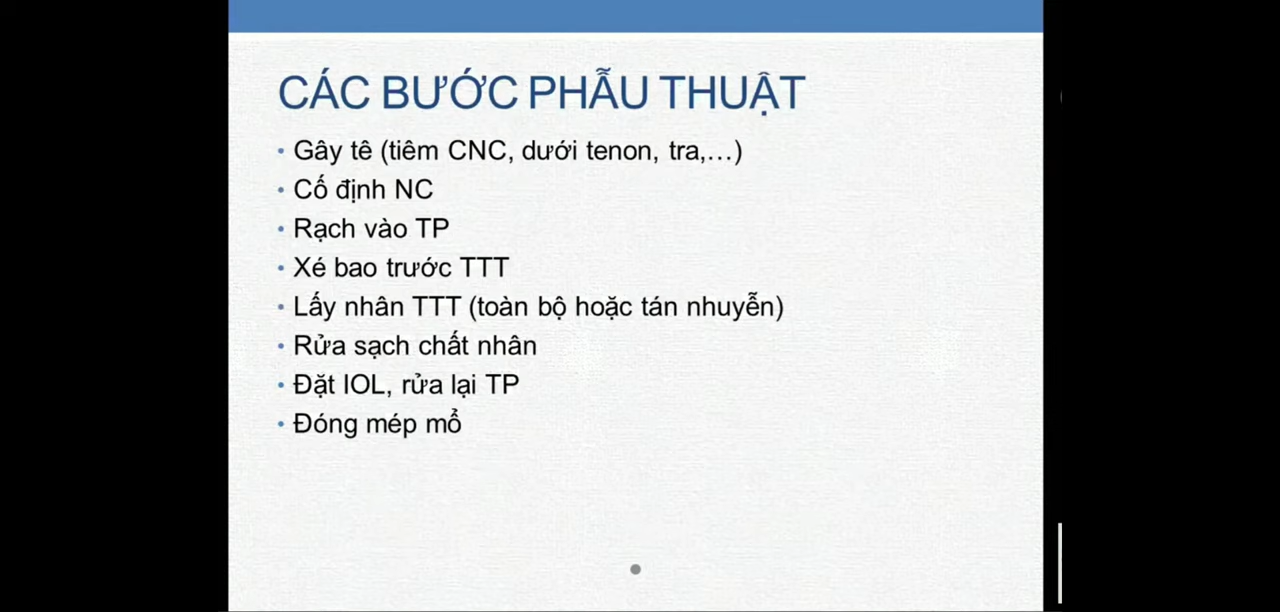 CÁC BƯỚC PHẪU THUẬT
• Gây tê (tiêm CNC, dưới tenon, tra,…)
• Cố định NC
• Rạch vào TP
• Xé bao trước TTT
• Lấy nhân TTT (toàn bộ hoặc tán nhuyễn)
• Rửa sạch chất nhân
• Đặt IOL, rửa lại TP
• Đóng mép mổ